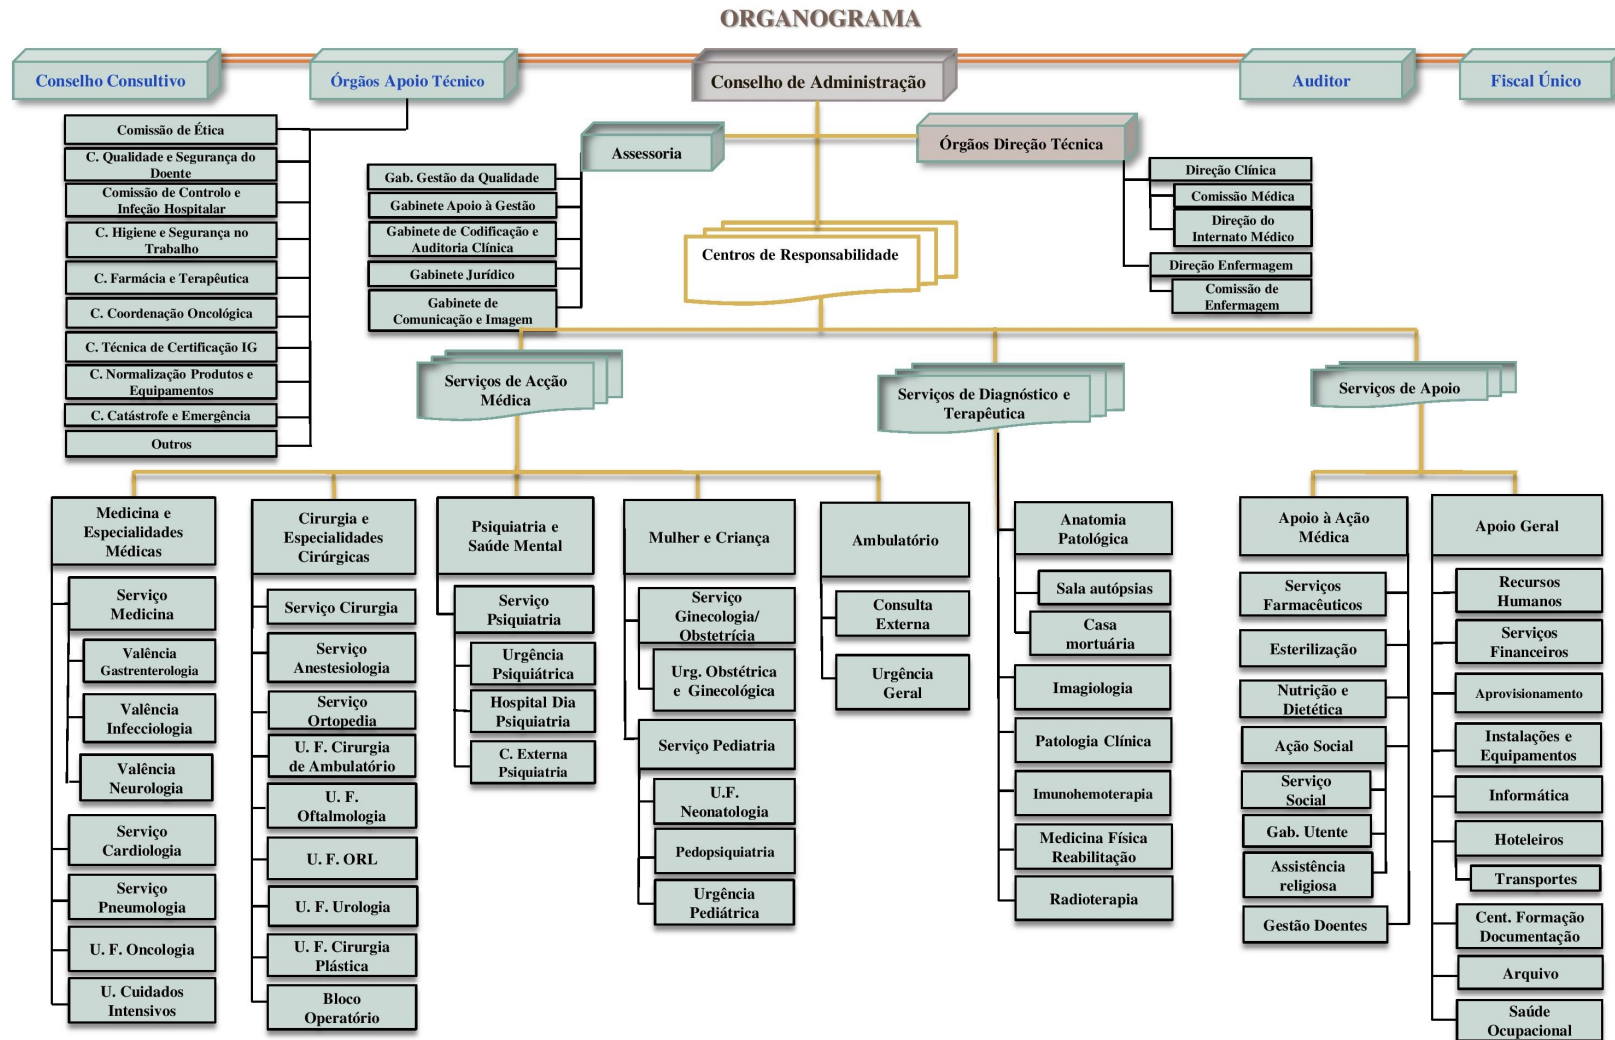 ORGANOGRAMA
Conselho Consultivo
Órgãos Apoio Técnico
Conselho de Administração
Auditor
Fiscal Único
Comissão de Ética
C. Qualidade e Segurança do
Doente
Comissão de Controlo e
Infeção Hospitalar
C. Higiene e Segurança no
Trabalho
C. Farmácia e Terapêutica
C. Coordenação Oncológica
C. Técnica de Certificação IG
C. Normalização Produtos e
Equipamentos
C. Catástrofe e Emergência
Outros
Assessoria
Gab. Gestão da Qualidade
Gabinete Apoio à Gestão
Gabinete de Codificação e
Auditoria Clínica
Gabinete Jurídico
Gabinete de
Comunicação e Imagem
Órgãos Direção Técnica
Direção Clínica
Comissão Médica
Direção do
Internato Médico
Direção Enfermagem
Comissão de
Enfermagem
Centros de Responsabilidade
Serviços de Acção
Médica
Serviços de Diagnóstico e
Terapêutica
Serviços de Apoio
Medicina e
Especialidades
Médicas
Serviço
Medicina
Valência
Gastrenterologia
Valência
Infecciologia
Valência
Neurologia
Serviço
Cardiologia
Serviço
Pneumologia
U. F. Oncologia
U. Cuidados
Intensivos
Cirurgia e
Especialidades
Cirúrgicas
Serviço Cirurgia
Serviço
Anestesiologia
Serviço
Ortopedia
U. F. Cirurgia
de Ambulatório
U. F.
Oftalmologia
U. F. ORL
U. F. Urologia
U. F. Cirurgia
Plástica
Bloco
Operatório
Psiquiatria e
Saúde Mental
Serviço
Psiquiatria
Urgência
Psiquiátrica
Hospital Dia
Psiquiatria
C. Externa
Psiquiatria
Mulher e Criança
Serviço
Ginecologia/
Obstetrícia
Urg. Obstétrica
e Ginecológica
Serviço Pediatria
U.F.
Neonatologia
Pedopsiquiatria
Urgência
Pediátrica
Ambulatório
Consulta
Externa
Urgência
Geral
Anatomia
Patológica
Sala autópsias
Casa
mortuária
Imagiologia
Patologia Clínica
Imunohemoterapia
Medicina Física
Reabilitação
Radioterapia
Apoio à Ação
Médica
Serviços
Farmacêuticos
Esterilização
Nutrição e
Dietética
Ação Social
Serviço
Social
Gab. Utente
Assistência
religiosa
Gestão Doentes
Apoio Geral
Recursos
Humanos
Serviços
Financeiros
Aprovisionamento
Instalações e
Equipamentos
Informática
Hoteleiros
Transportes
Cent. Formação
Documentação
Arquivo
Saúde
Ocupacional